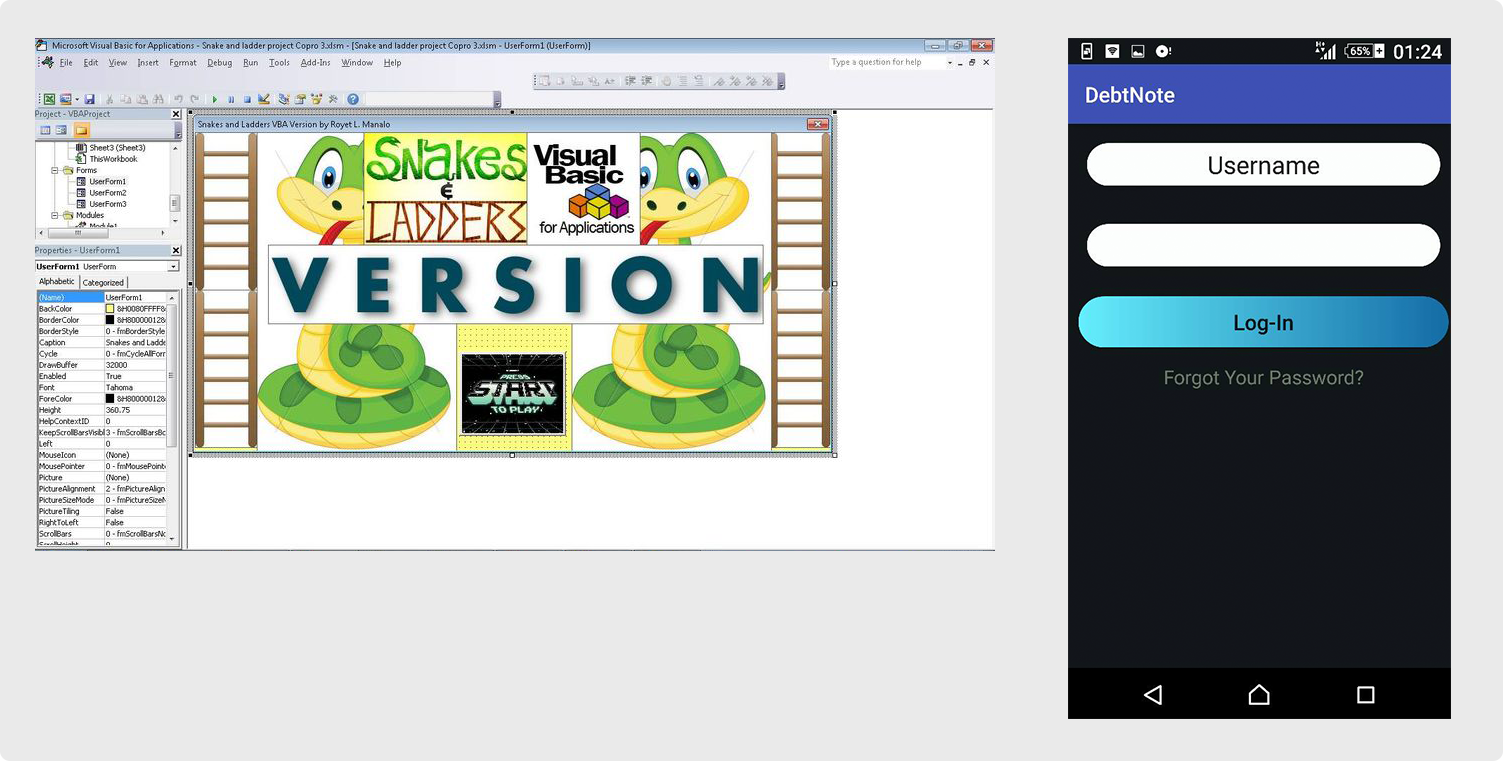 Microsoft Visual Basic for Applications - Snake and ladder project Copro 3.xlsm - [Snake and ladder project Copro 3.xlsm - UserForm1 (UserForm)]
File Edit View Insert Format Debug Run Tools Add-Ins Window Help
Type a question for help
Project - VBAProject
Sheet3 (Sheet3)
ThisWorkbook
Forms
UserForm1
UserForm2
UserForm3
Modules
Module1
Properties - UserForm1
UserForm1 UserForm
Alphabetic Categorized
(Name) UserForm1
BackColor &H0080FFFF&
BorderColor &H80000012&
BorderStyle 0 - fmBorderStyle
Caption Snakes and Ladde
Cycle 0 - fmCycleAllForr
DrawBuffer 32000
Enabled True
Font Tahoma
ForeColor &H80000012&
Height 360.75
HelpContextID 0
KeepScrollBarsVisibl 3 - fmScrollBarsBo
Left 0
MouseIcon (None)
MousePointer 0 - fmMousePoint
Picture (None)
PictureAlignment 2 - fmPictureAlign
PictureSizeMode 0 - fmPictureSizeM
PictureTiling False
RightToLeft False
ScrollBars 0 - fmScrollBarsNo
ScrollHeight 0
Snakes and Ladders VBA Version by Royet L. Manalo
Snakes
&
LADDERS
Visual
Basic
for Applications
VERSION
PRESS
START
TO PLAY
65% 01:24
DebtNote
Username
Log-In
Forgot Your Password?